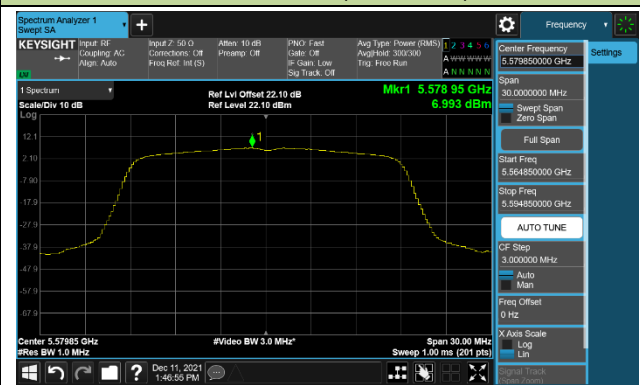 Spectrum Analyzer 1
Swept SA
Frequency
KEYSIGHT
Input: RF
Coupling: AC
Align: Auto
Input Z: 50 Ω
Corrections: Off
Freq Ref: Int (S)
Atten: 10 dB
Preamp: Off
PNO: Fast
Gate: Off
IF Gain: Low
Sig Track: Off
Avg Type: Power (RMS)
Avg|Hold: 300/300
Trig: Free Run
1 2 3 4 5 6
A W W W W W
A N N N N N
Settings
Center Frequency
5.579850000 GHz
Span
30.0000000 MHz
Swept Span
Zero Span
Full Span
Start Freq
5.564850000 GHz
Stop Freq
5.594850000 GHz
AUTO TUNE
CF Step
3.000000 MHz
Auto
Man
Freq Offset
0 Hz
X Axis Scale
Log
Lin
Signal Track
(Span Zoom)
1 Spectrum
Scale/Div 10 dB
Log
Ref Lvl Offset 22.10 dB
Ref Level 22.10 dBm
Mkr1 5.578 95 GHz
6.993 dBm
1
12.1
2.10
-7.90
-17.9
-27.9
-37.9
-47.9
-57.9
-67.9
Center 5.57985 GHz
#Res BW 1.0 MHz
#Video BW 3.0 MHz*
Span 30.00 MHz
Sweep 1.00 ms (201 pts)
Dec 11, 2021
1:46:55 PM